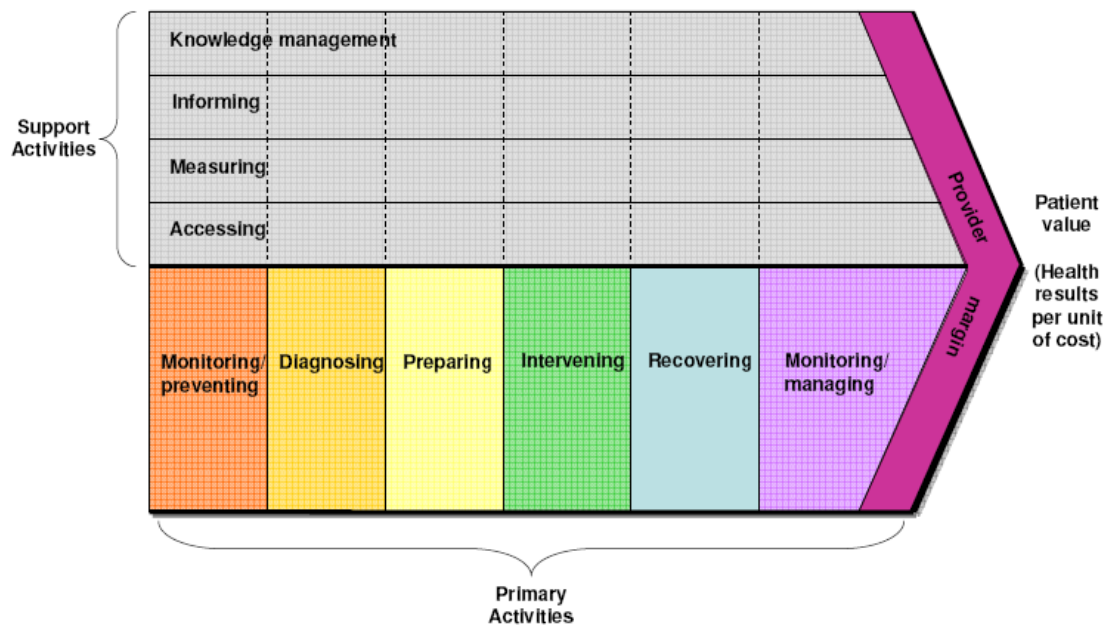 Knowledge management
Informing
Support
Activities
Measuring
Accessing
Provider
margin
Patient
value
(Health
results
per unit
of cost)
Monitoring/
preventing
Diagnosing
Preparing
Intervening
Recovering
Monitoring/
managing
Primary
Activities